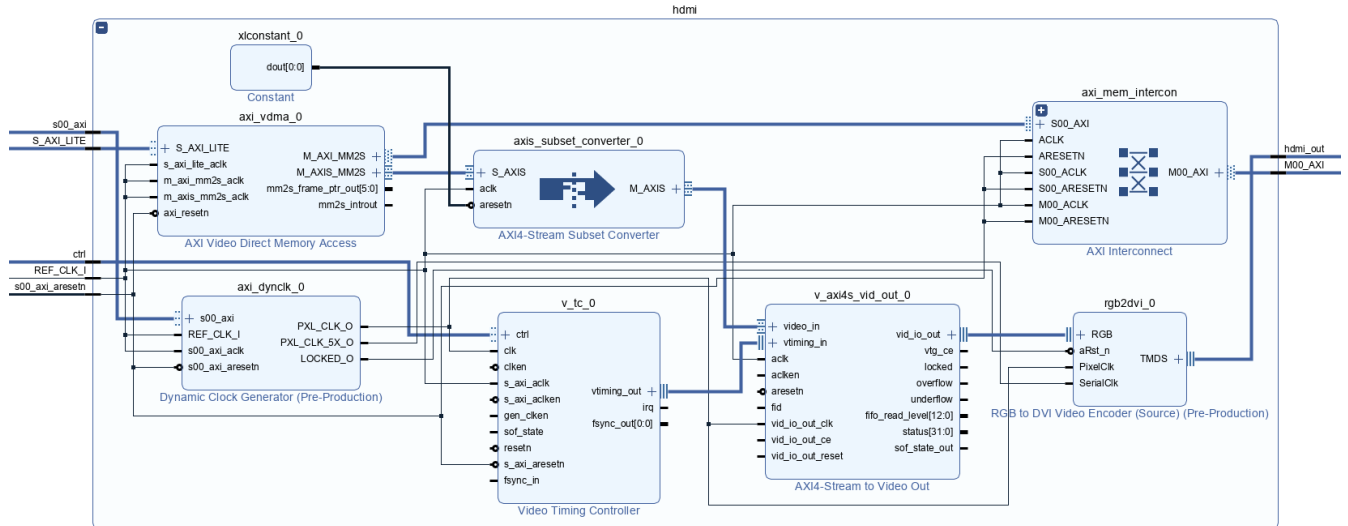 hdmi
xlconstant_0
dout[0:0]
Constant
s00_axi
S_AXI_LITE
axi_vdma_0
S_AXI_LITE
s_axi_lite_aclk
m_axi_mm2s_aclk
m_axis_mm2s_aclk
axi_resetn
M_AXI_MM2S
M_AXIS_MM2S
mm2s_frame_ptr_out[5:0]
mm2s_introut
AXI Video Direct Memory Access
axis_subset_converter_0
S_AXIS
aclk
aresetn
M_AXIS
AXI4-Stream Subset Converter
axi_mem_intercon
S00_AXI
ACLK
ARESETN
S00_ACLK
S00_ARESETN
M00_ACLK
M00_ARESETN
M00_AXI
AXI Interconnect
hdmi_out
M00_AXI
ctrl
REF_CLK_I
s00_axi_aresetn
axi_dynclk_0
s00_axi
REF_CLK_I
s00_axi_aclk
s00_axi_aresetn
PXL_CLK_O
PXL_CLK_5X_O
LOCKED_O
Dynamic Clock Generator (Pre-Production)
v_tc_0
ctrl
clk
clken
s_axi_aclk
s_axi_aclken
gen_clken
sof_state
resetn
s_axi_aresetn
fsync_in
vtiming_out
irq
fsync_out[0:0]
Video Timing Controller
v_axi4s_vid_out_0
video_in
vtiming_in
aclk
aclken
aresetn
fid
vid_io_out_clk
vid_io_out_ce
vid_io_out_reset
vid_io_out
vtg_ce
locked
overflow
underflow
fifo_read_level[12:0]
status[31:0]
sof_state_out
AXI4-Stream to Video Out
rgb2dvi_0
RGB
aRst_n
PixelClk
SerialClk
TMDS
RGB to DVI Video Encoder (Source) (Pre-Production)